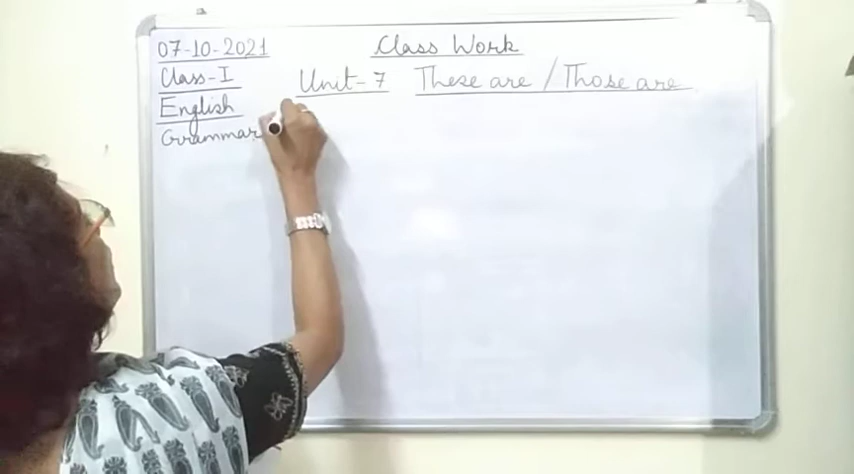 07-10-2021 Class Work
Class-I Unit-7 These are / Those are
English
Grammar